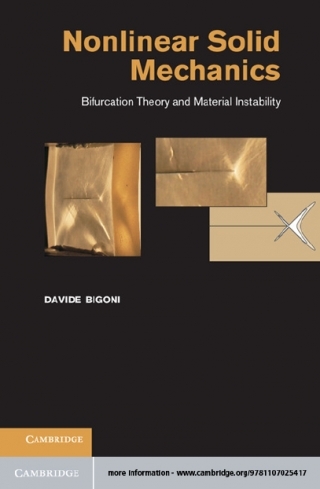 Nonlinear Solid
Mechanics
Bifurcation Theory and Material Instability
DAVIDE BIGONI
CAMBRIDGE
CAMBRIDGE
more information - www.cambridge.org/9781107025417